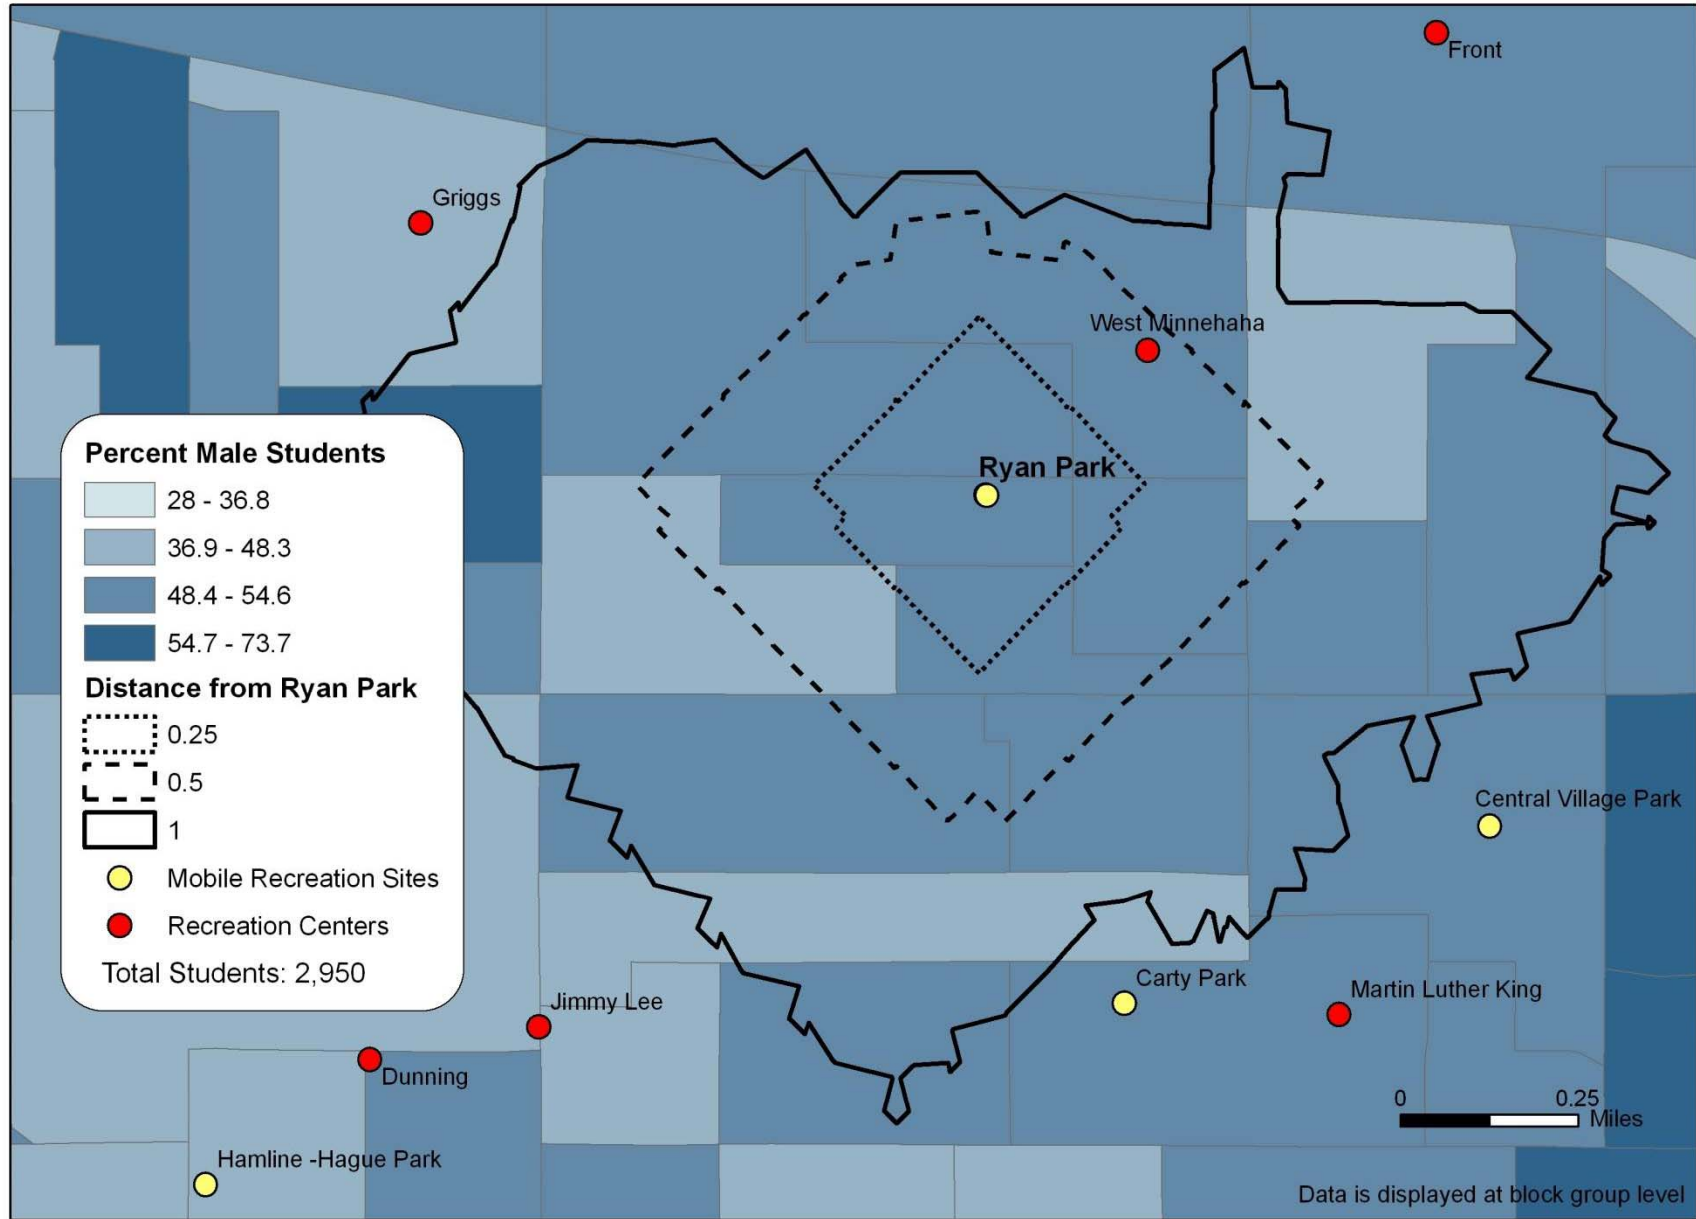 Front
Griggs
West Minnehaha
Ryan Park
Percent Male Students
28 - 36.8
36.9 - 48.3
48.4 - 54.6
54.7 - 73.7
Distance from Ryan Park
0.25
0.5
1
Mobile Recreation Sites
Recreation Centers
Total Students: 2,950
Central Village Park
Carty Park
Martin Luther King
Jimmy Lee
Dunning
Hamline -Hague Park
0 0.25
Miles
Data is displayed at block group level